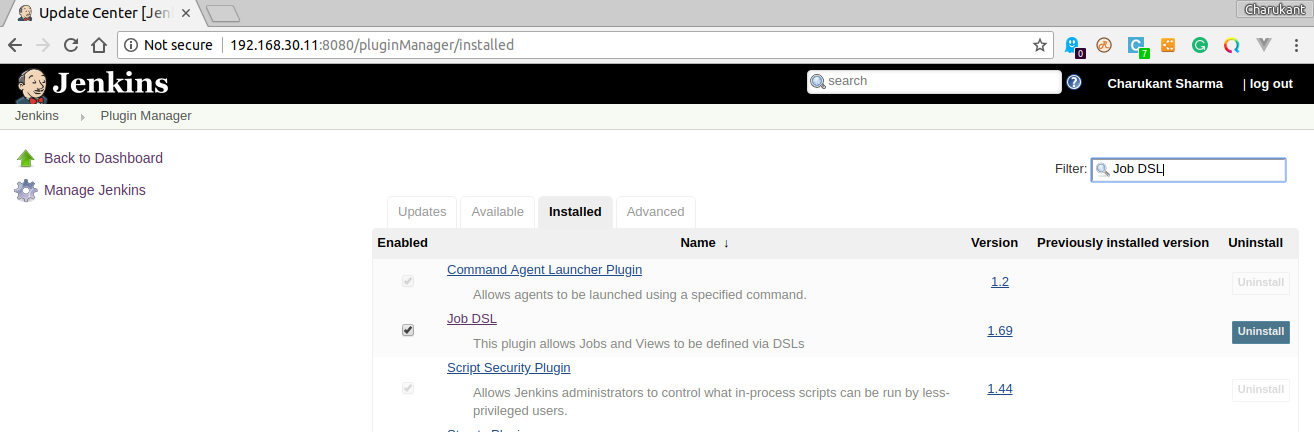 Update Center [Jen
Charukant
Not secure 192.168.30.11:8080/pluginManager/installed
0
7
Jenkins
search
Charukant Sharma
| log out
Jenkins
Plugin Manager
Back to Dashboard
Manage Jenkins
Filter: Job DSL
Updates Available Installed Advanced
Enabled Name ↓ Version Previously installed version Uninstall
Command Agent Launcher Plugin
Allows agents to be launched using a specified command.
1.2
Uninstall
Job DSL
This plugin allows Jobs and Views to be defined via DSLs
1.69
Uninstall
Script Security Plugin
Allows Jenkins administrators to control what in-process scripts can be run by less-
privileged users.
1.44
Uninstall